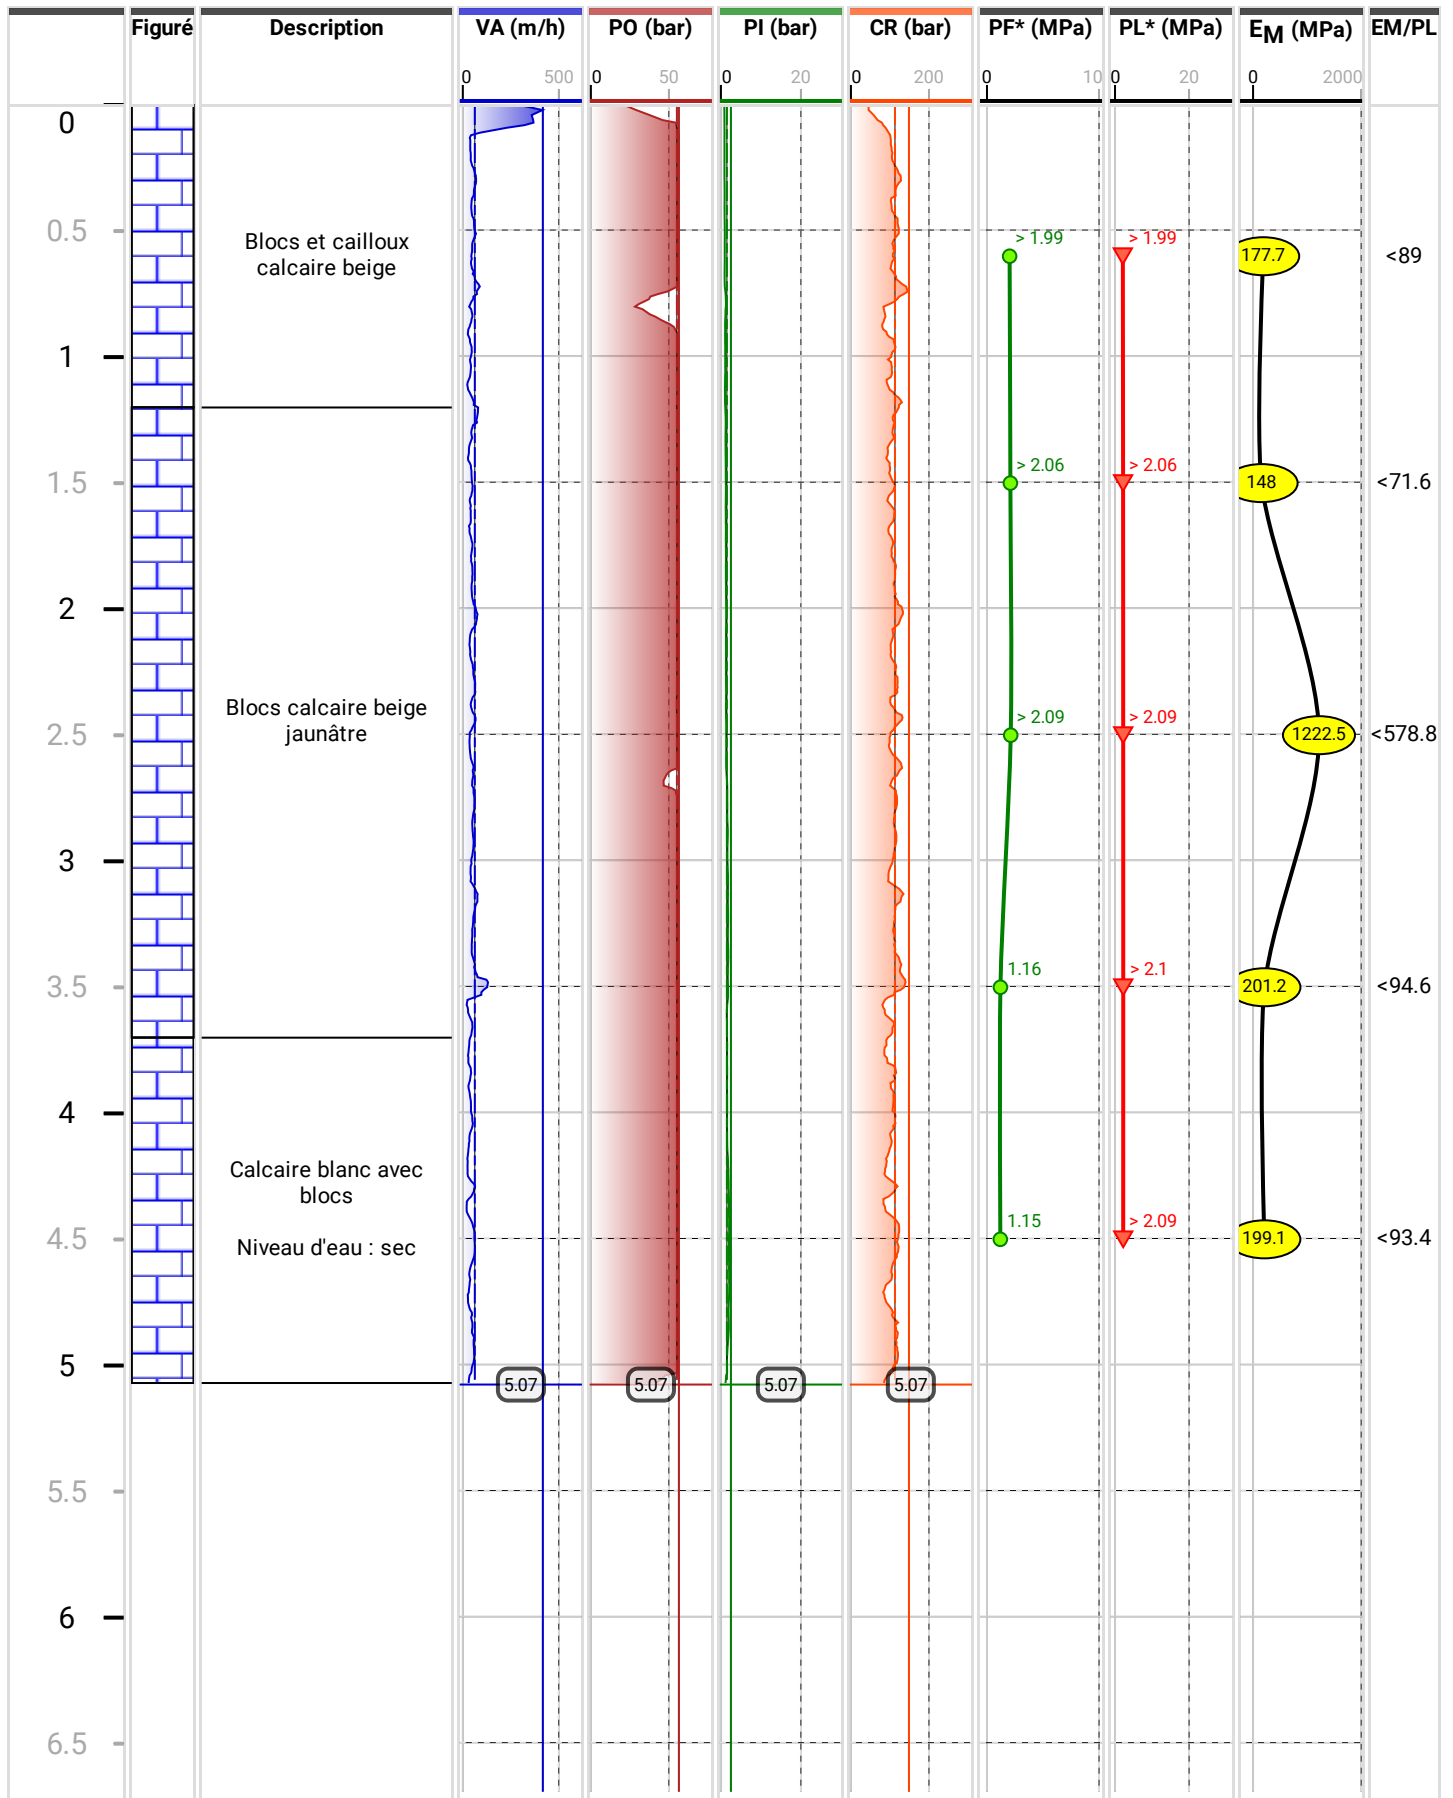 Figuré Description VA (m/h) PO (bar) PI (bar) CR (bar) PF* (MPa) PL* (MPa) EM (MPa) EM/PL
0 500 0 50 0 20 0 200 0 10 0 20 0 2000
0
> 1.99 > 1.99
0.5
Blocs et cailloux
calcaire beige
177.7 <89
1
> 2.06 > 2.06
1.5 148 <71.6
2
Blocs calcaire beige
jaunâtre
> 2.09 > 2.09
2.5 1222.5 <578.8
3
1.16 > 2.1
3.5 201.2 <94.6
4
Calcaire blanc avec
blocs
1.15 > 2.09
Niveau d'eau : sec
4.5 199.1 <93.4
5
5.07 5.07 5.07 5.07
5.5
6
6.5